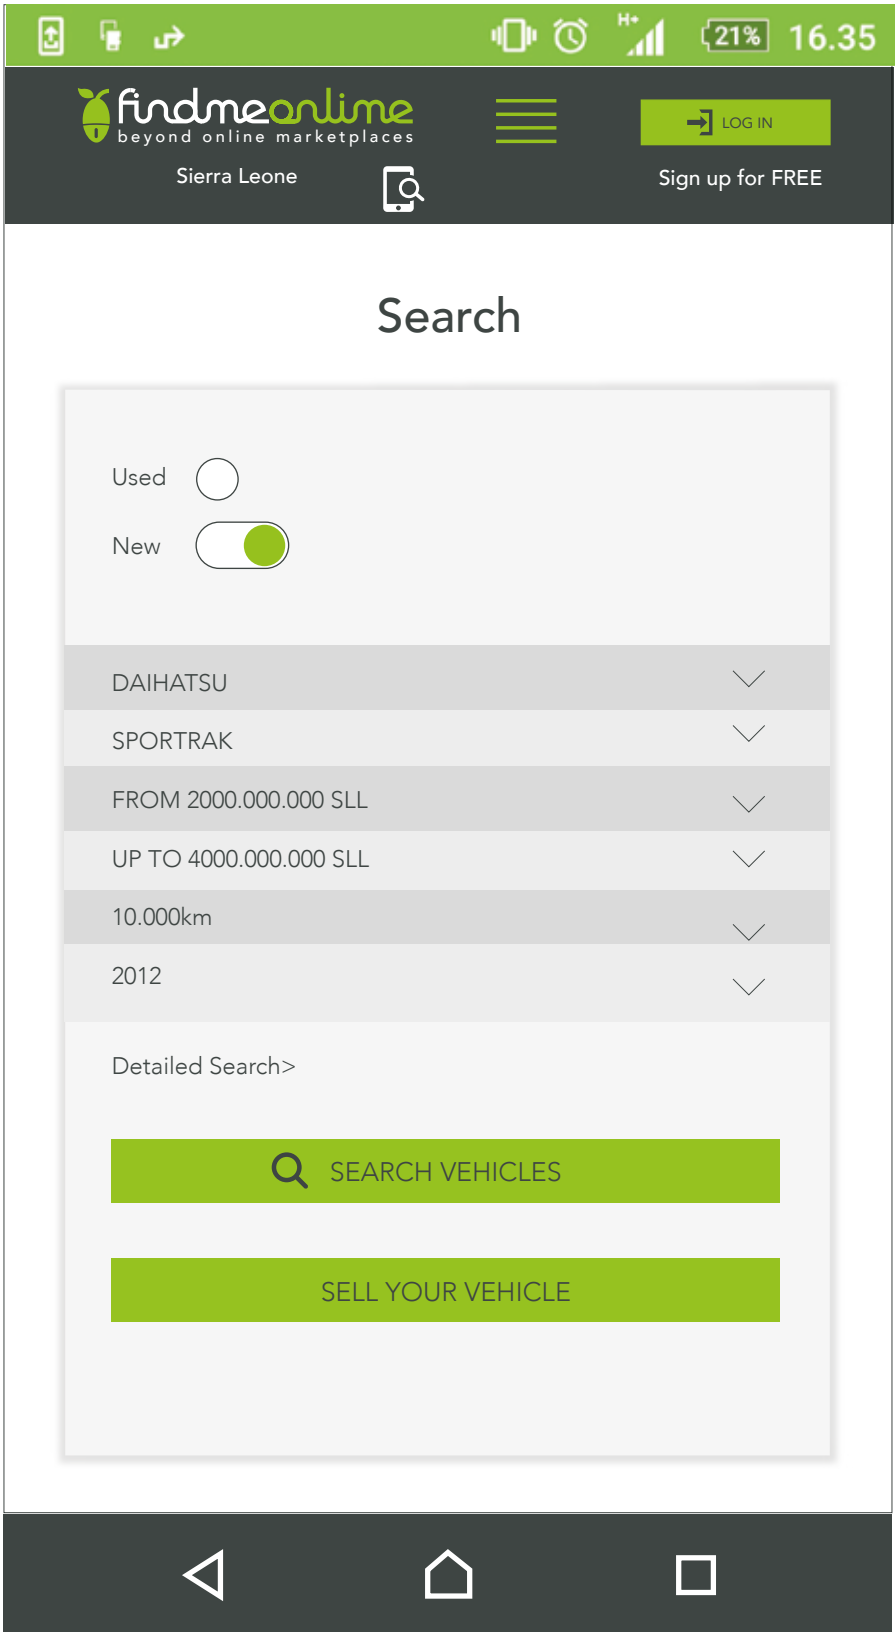 H+ 21% 16.35
findmeonlime
beyond online marketplaces
LOG IN
Sierra Leone
Sign up for FREE
Search
Used
New
DAIHATSU
SPORTRAK
FROM 2000.000.000 SLL
UP TO 4000.000.000 SLL
10.000km
2012
Detailed Search>
SEARCH VEHICLES
SELL YOUR VEHICLE